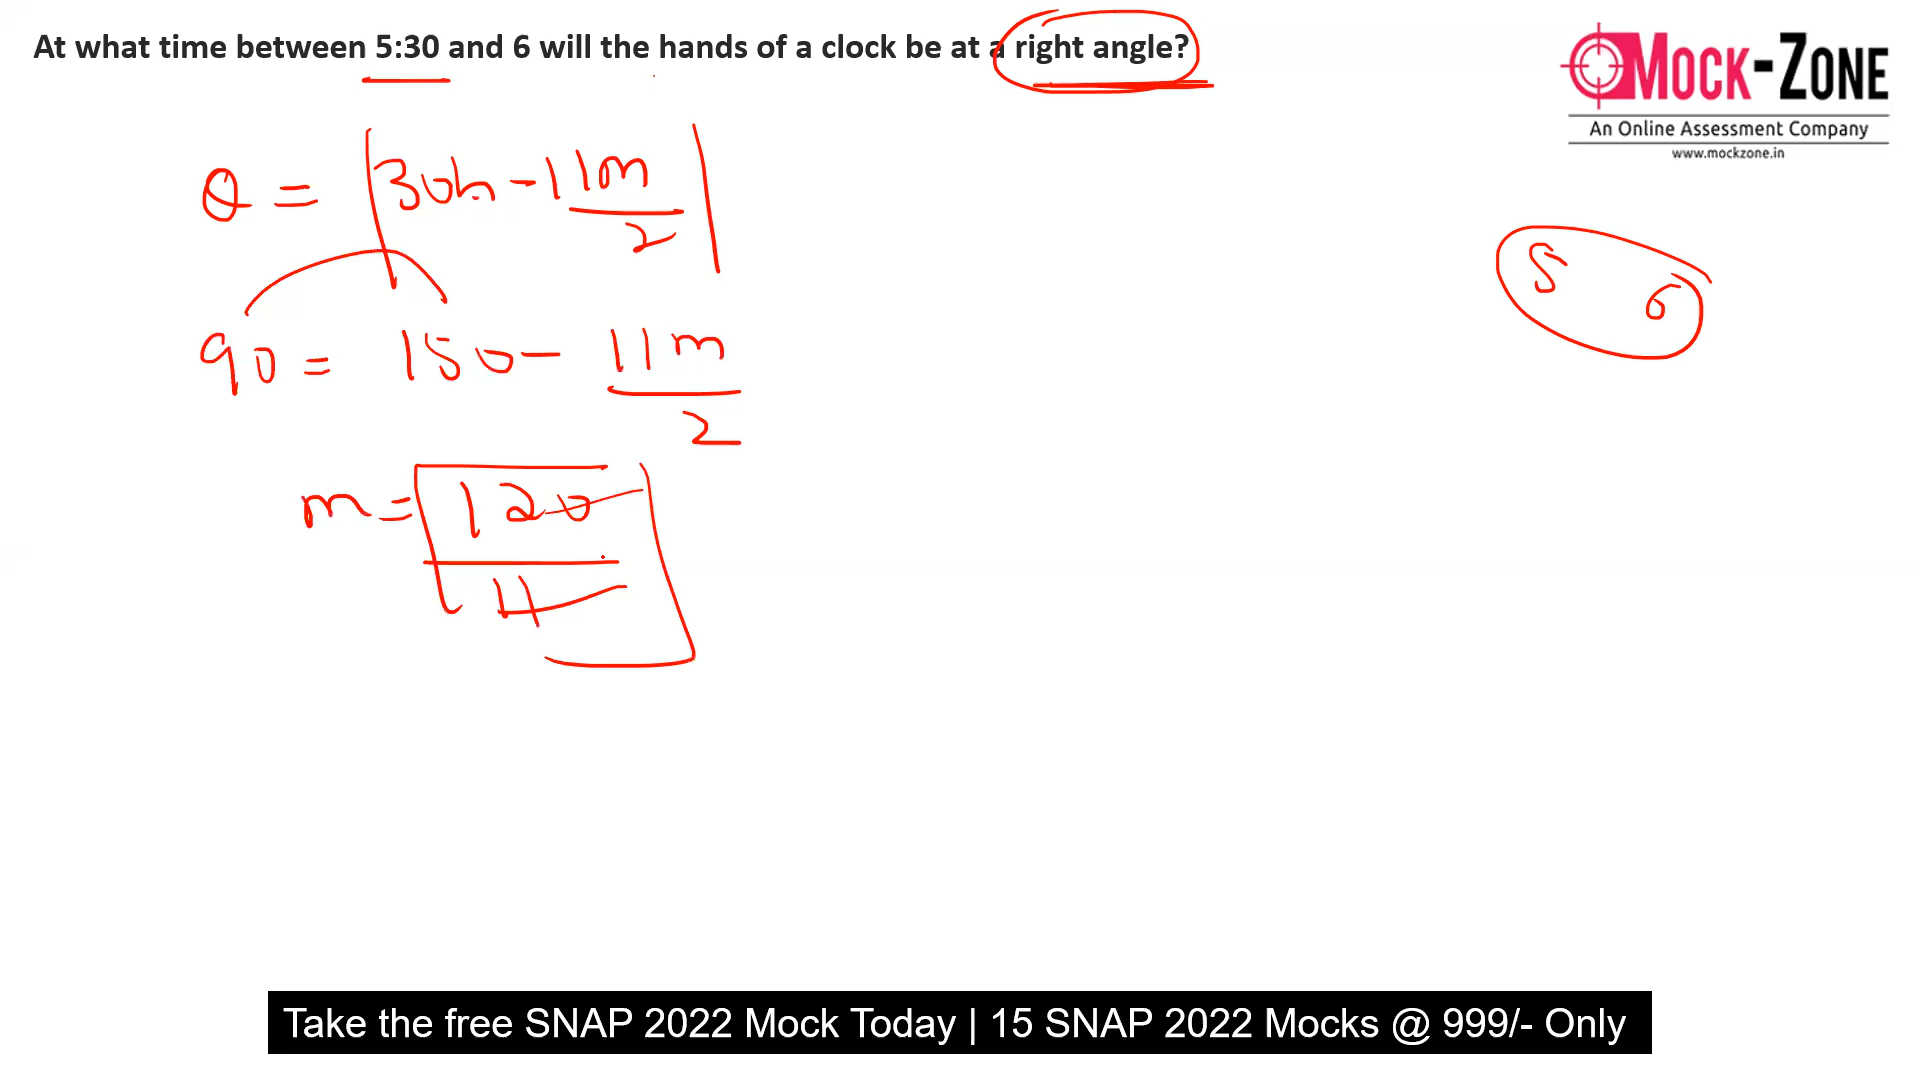 At what time between 5:30 and 6 will the hands of a clock be at a right angle?
MOCK-ZONE
An Online Assessment Company
www.mockzone.in
θ = |30h - 11m/2|
5 6
90 = 150 - 11m/2
m = 120/11
Take the free SNAP 2022 Mock Today | 15 SNAP 2022 Mocks @ 999/- Only